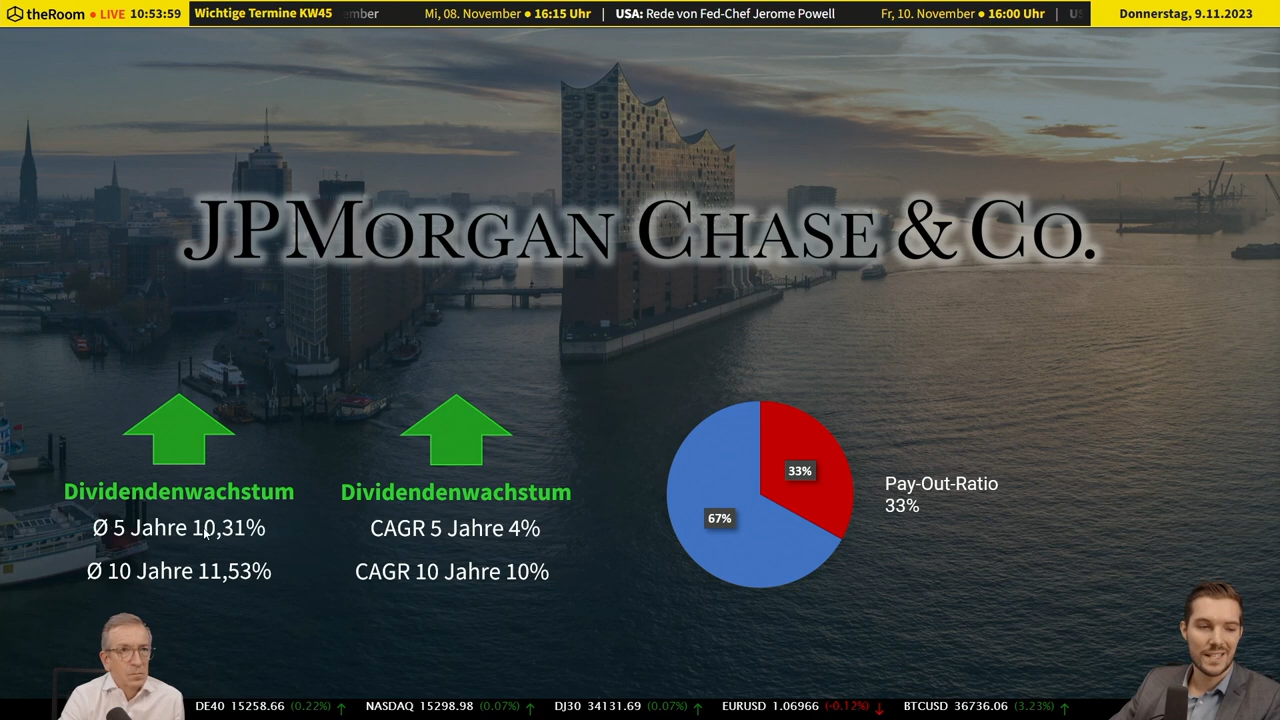 theRoom • LIVE 10:53:59 Wichtige Termine KW45 ember Mi, 08. November ● 16:15 Uhr | USA: Rede von Fed-Chef Jerome Powell Fr, 10. November ● 16:00 Uhr | Donnerstag, 9.11.2023
JPMORGAN CHASE & CO.
Dividendenwachstum
Ø 5 Jahre 10,31%
Ø 10 Jahre 11,53%
Dividendenwachstum
CAGR 5 Jahre 4%
CAGR 10 Jahre 10%
33%
67%
Pay-Out-Ratio
33%
DE40 15258.66 (0.22%) ↑ NASDAQ 15298.98 (0.07%) ↑ DJ30 34131.69 (0.07%) ↑ EURUSD 1.06966 (-0.12%) ↓ BTCUSD 36736.06 (3.23%) ↑